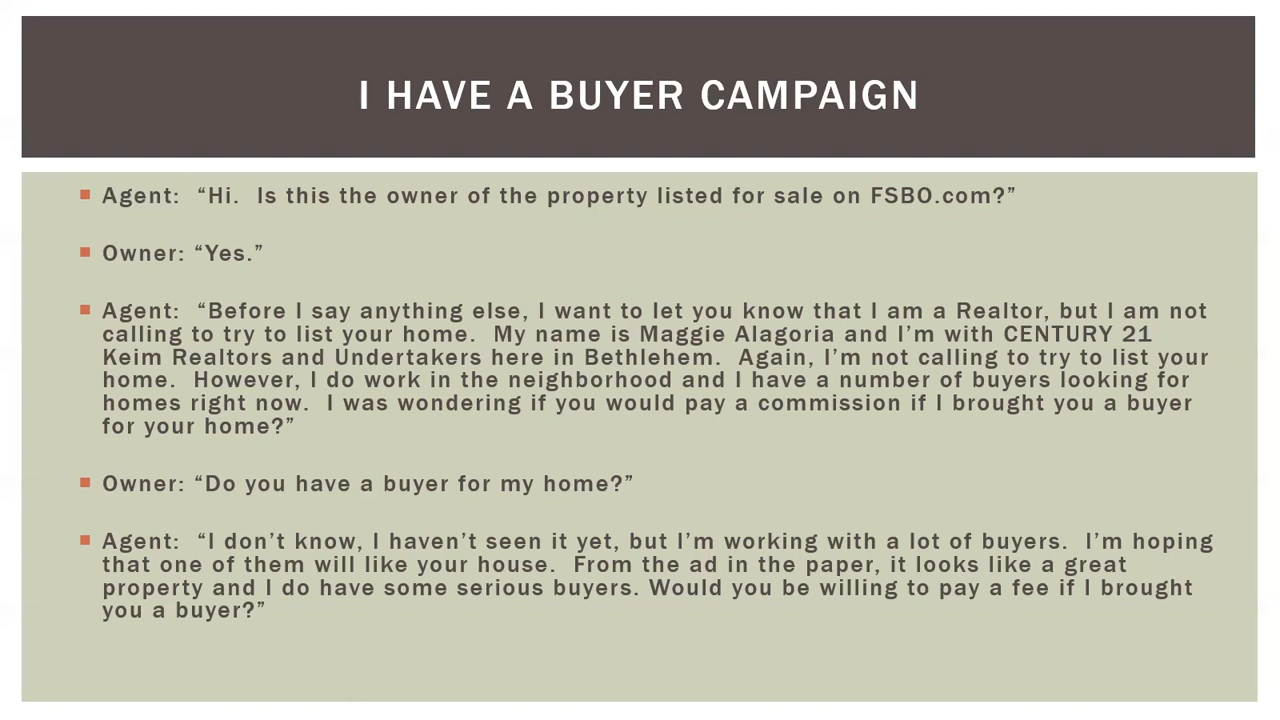 I HAVE A BUYER CAMPAIGN
Agent:  “Hi.  Is this the owner of the property listed for sale on FSBO.com?”
Owner: “Yes.”
Agent:  “Before I say anything else, I want to let you know that I am a Realtor, but I am not
calling to try to list your home.  My name is Maggie Alagoria and I’m with CENTURY 21
Keim Realtors and Undertakers here in Bethlehem.  Again, I’m not calling to try to list your
home.  However, I do work in the neighborhood and I have a number of buyers looking for
homes right now.  I was wondering if you would pay a commission if I brought you a buyer
for your home?”
Owner: “Do you have a buyer for my home?”
Agent:  “I don’t know, I haven’t seen it yet, but I’m working with a lot of buyers.  I’m hoping
that one of them will like your house.  From the ad in the paper, it looks like a great
property and I do have some serious buyers. Would you be willing to pay a fee if I brought
you a buyer?”